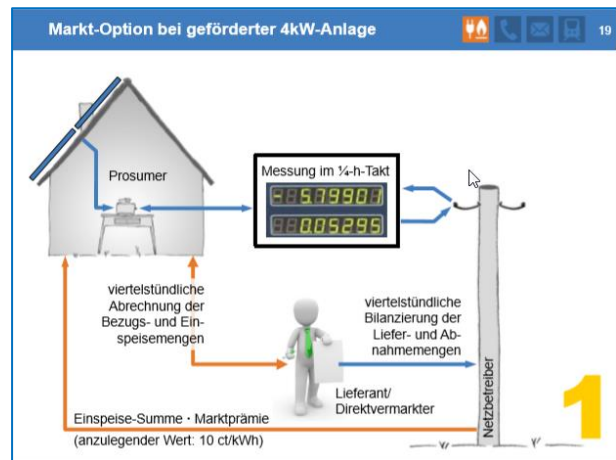 Markt-Option bei geförderter 4kW-Anlage
19
Prosumer
Messung im ¼-h-Takt
- 5.79901
0.05295
viertelstündliche
Abrechnung der
Bezugs- und Ein-
speisemengen
viertelstündliche
Bilanzierung der
Liefer- und Ab-
nahmemengen
Lieferant/
Direktvermarkter
Netzbetreiber
Einspeise-Summe · Marktprämie
(anzulegender Wert: 10 ct/kWh)
1